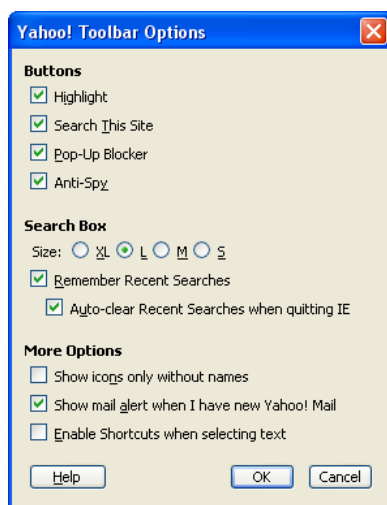 Yahoo! Toolbar Options
Buttons
Highlight
Search This Site
Pop-Up Blocker
Anti-Spy
Search Box
Size: XL L M S
Remember Recent Searches
Auto-clear Recent Searches when quitting IE
More Options
Show icons only without names
Show mail alert when I have new Yahoo! Mail
Enable Shortcuts when selecting text
Help OK Cancel